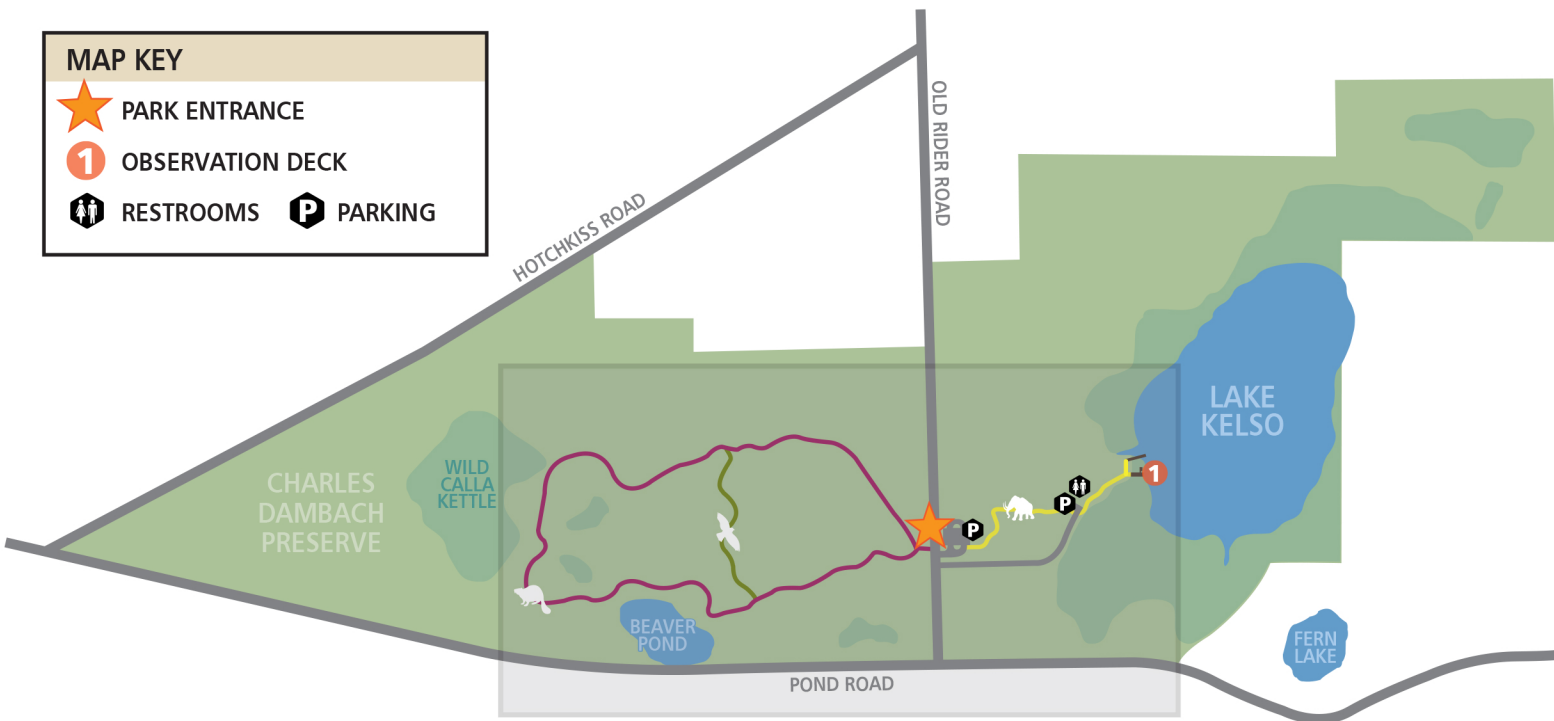 MAP KEY
PARK ENTRANCE
1 OBSERVATION DECK
RESTROOMS P PARKING
HOTCHKISS ROAD
OLD RIDER ROAD
LAKE
KELSO
WILD
CALLA
KETTLE
CHARLES
DAMBACH
PRESERVE
P
P
1
BEAVER
POND
FERN
LAKE
POND ROAD